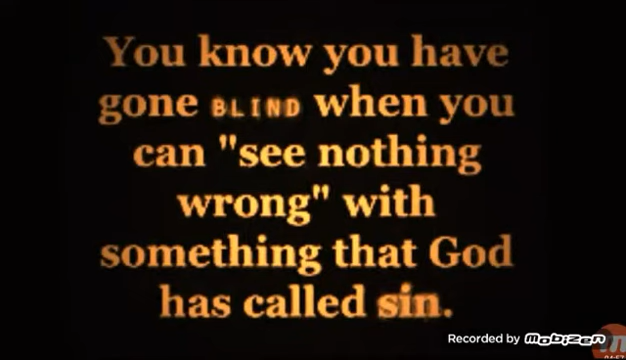 You know you have
gone BLIND when you
can "see nothing
wrong" with
something that God
has called sin.
Recorded by Mobizen